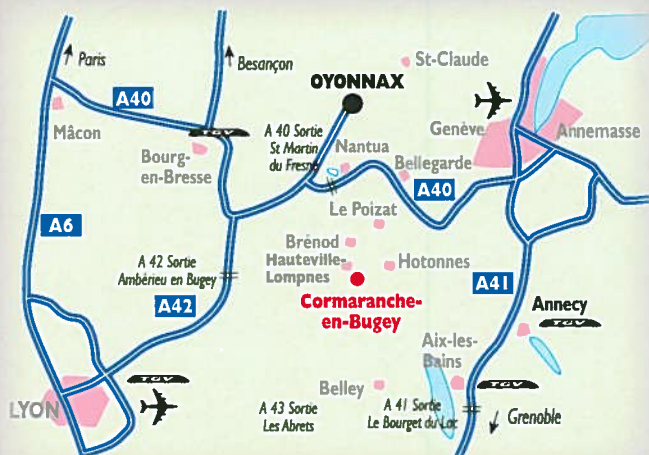 Paris
Besançon
St-Claude
OYONNAX
A40
Mâcon
TGV
A 40 Sortie
St Martin
du Fresne
Genève
Annemasse
Bourg-
en-Bresse
Nantua
Bellegarde
A40
Le Poizat
A6
Brénod
Hauteville-
Lompnes
Hotonnes
A 42 Sortie
Ambérieu en Bugey
A42
Cormaranche-
en-Bugey
A41
Annecy
TGV
Aix-les-
Bains
TGV
Belley
TGV
LYON
A 43 Sortie
Les Abrets
A 41 Sortie
Le Bourget du Lac
Grenoble